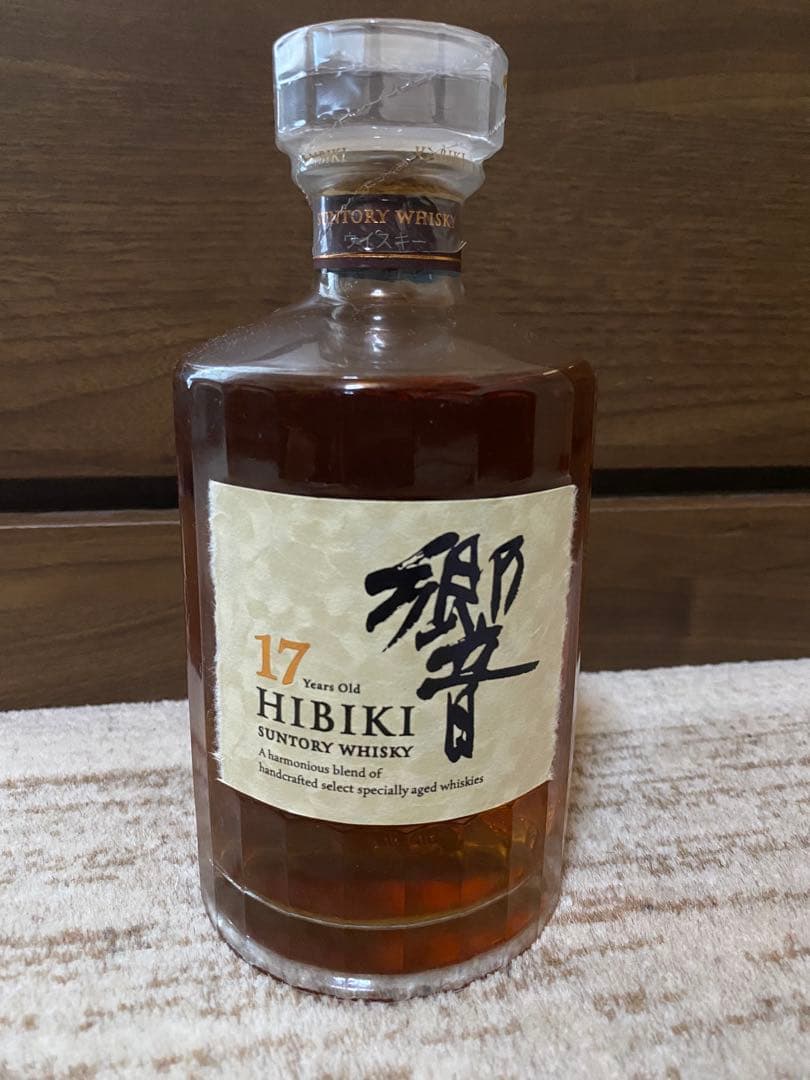 HIBIKI
SUNTORY WHISKY
ウイスキー
響
17
Years Old
HIBIKI
SUNTORY WHISKY
A harmonious blend of
handcrafted select specially aged whiskies